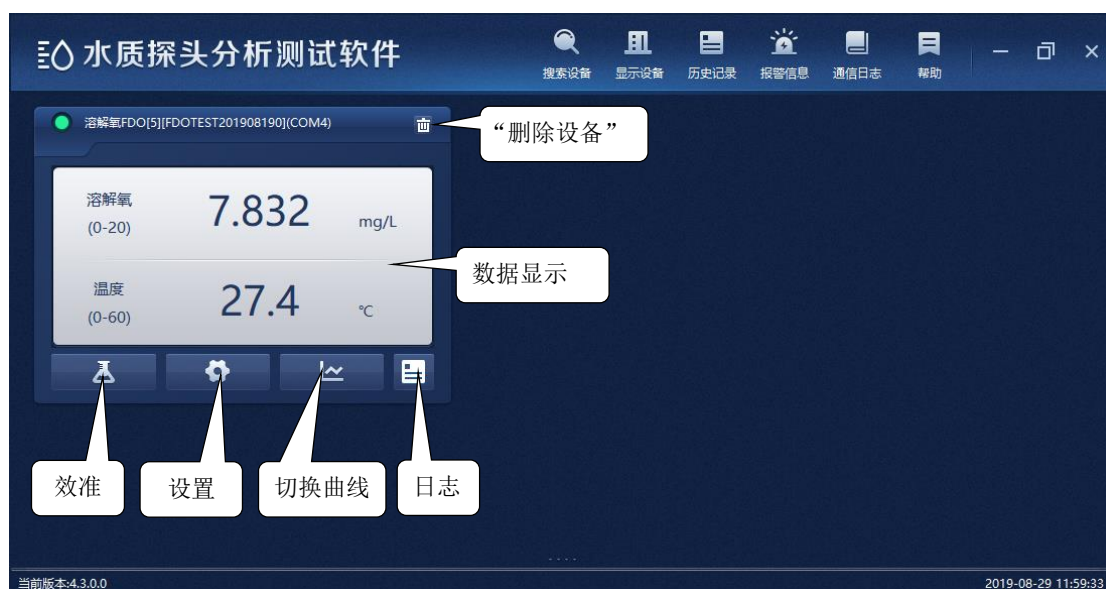 水质探头分析测试软件
搜索设备 显示设备 历史记录 报警信息 通信日志 帮助
溶解氧FDO[5][FDOTEST201908190](COM4)
“删除设备”
溶解氧
(0-20)
7.832 mg/L
数据显示
温度
(0-60)
27.4 ℃
效准 设置 切换曲线 日志
当前版本:4.3.0.0
2019-08-29 11:59:33